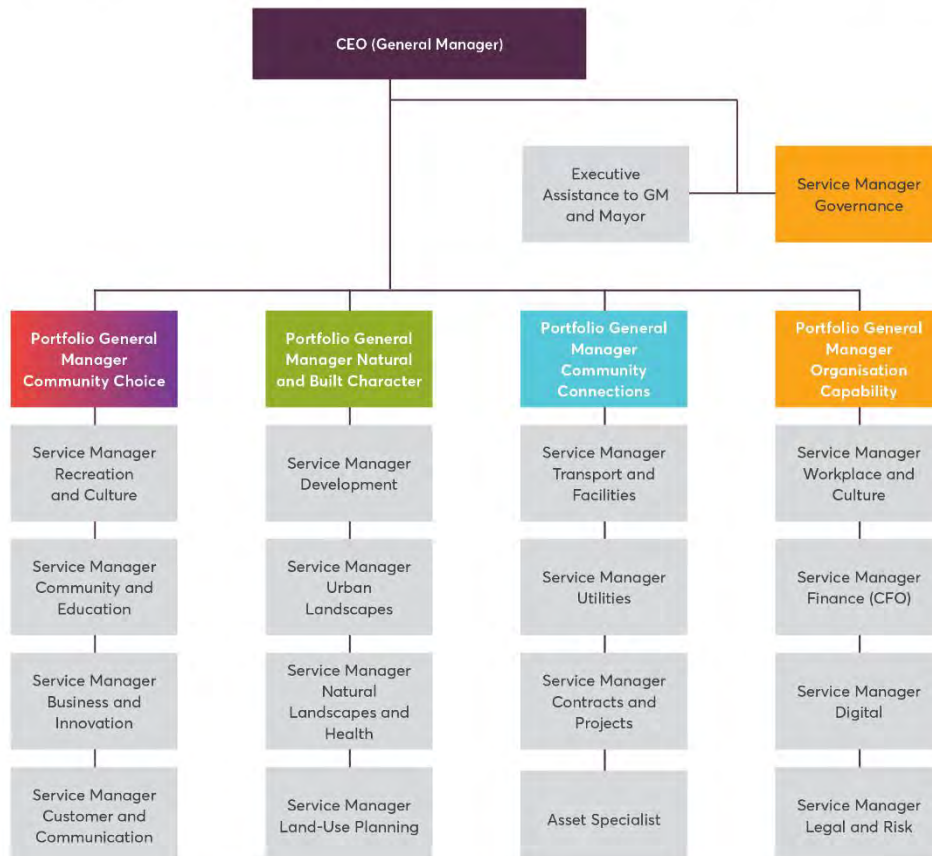 CEO (General Manager)
Executive
Assistance to GM
and Mayor
Service Manager
Governance
Portfolio General
Manager
Community Choice
Portfolio General
Manager Natural
and Built Character
Portfolio General
Manager
Community
Connections
Portfolio General
Manager
Organisation
Capability
Service Manager
Recreation
and Culture
Service Manager
Development
Service Manager
Transport and
Facilities
Service Manager
Workplace and
Culture
Service Manager
Community and
Education
Service Manager
Urban
Landscapes
Service Manager
Utilities
Service Manager
Finance (CFO)
Service Manager
Business and
Innovation
Service Manager
Natural
Landscapes and
Health
Service Manager
Contracts and
Projects
Service Manager
Digital
Service Manager
Customer and
Communication
Service Manager
Land-Use Planning
Asset Specialist
Service Manager
Legal and Risk